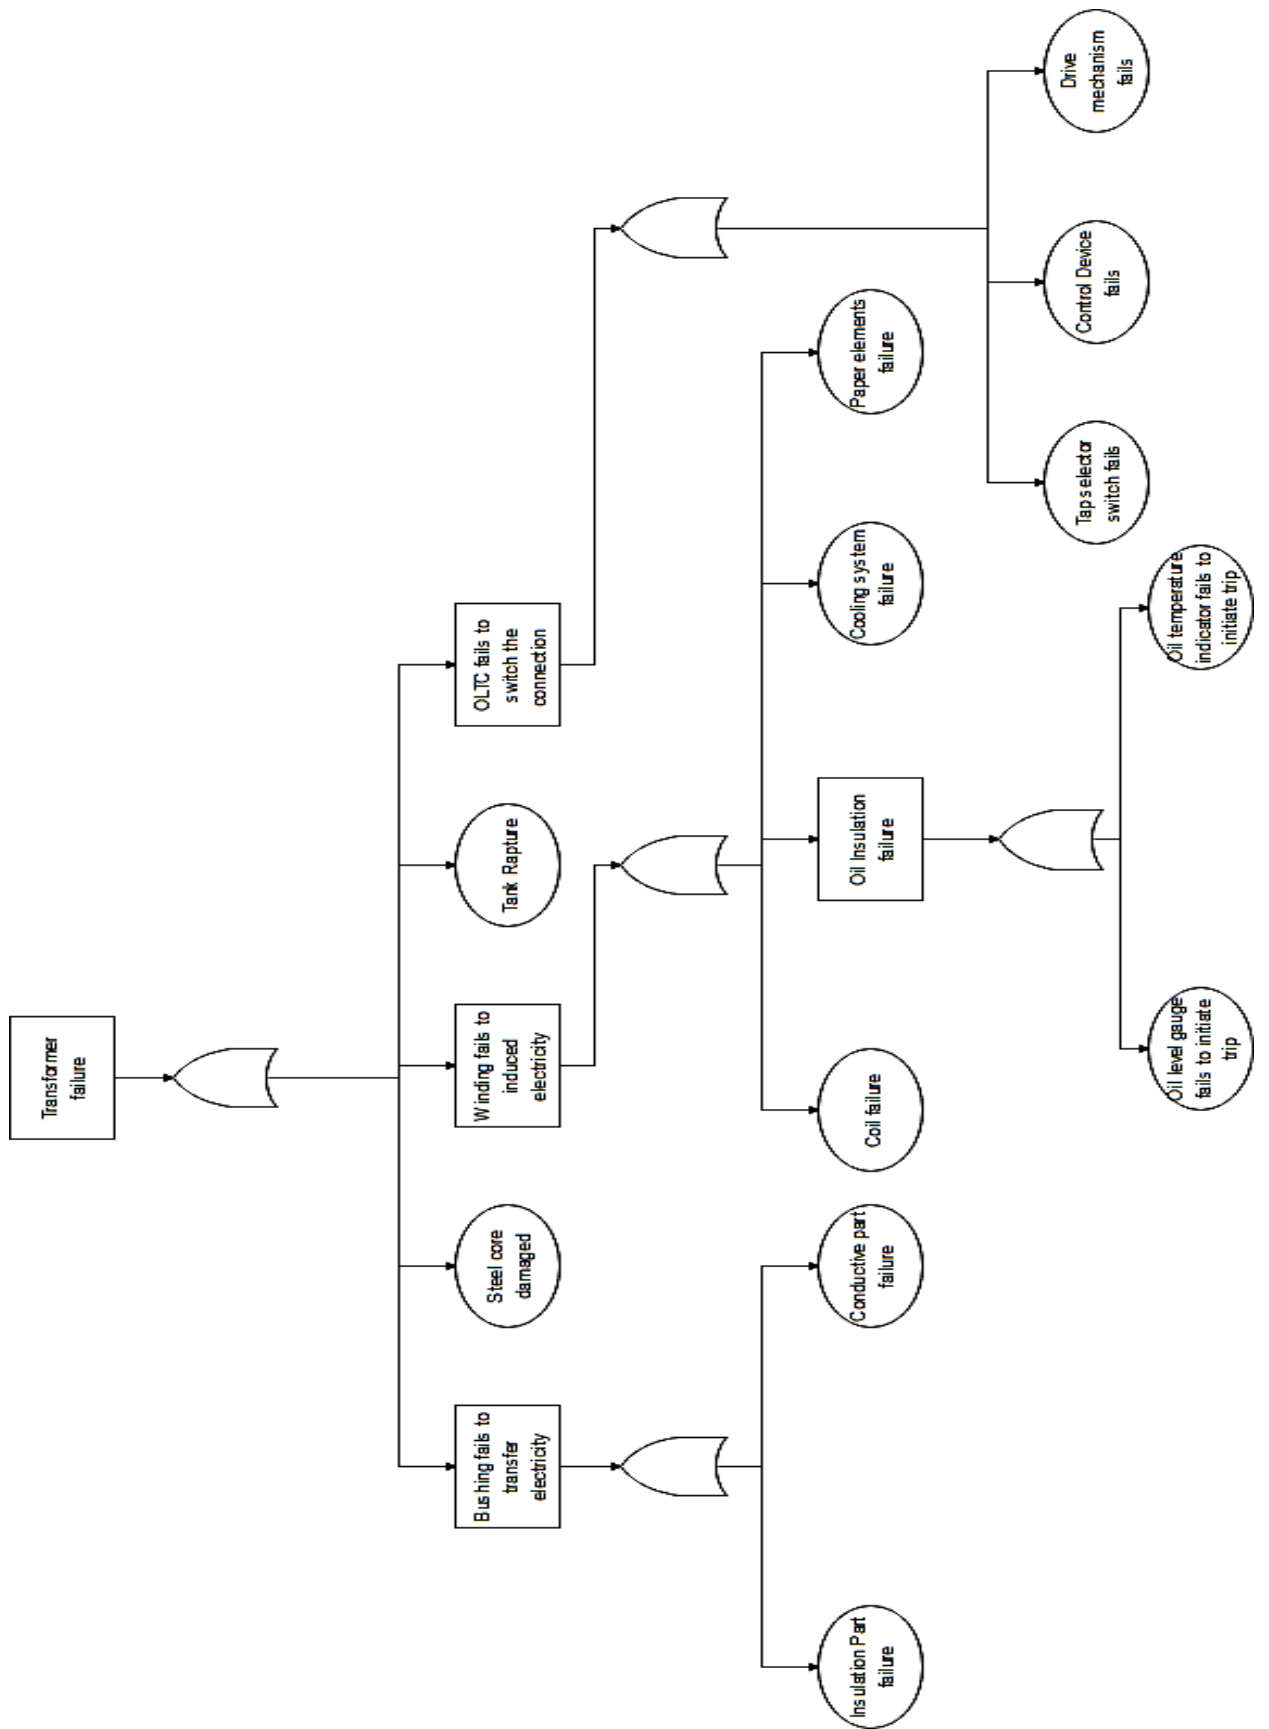 Transformer
failure
Bushing fails to
transfer
electricity
Steel core
damaged
Winding fails to
induced
electricity
Tank Rapture
OLTC fails to
switch the
connection
Insulation Part
failure
Conductive part
failure
Coil failure
Oil Insulation
failure
Cooling system
failure
Paper elements
failure
Tap selector
switch fails
Control Device
fails
Drive
mechanism
fails
Oil level gauge
fails to initiate
trip
Oil temperature
indicator fails to
initiate trip